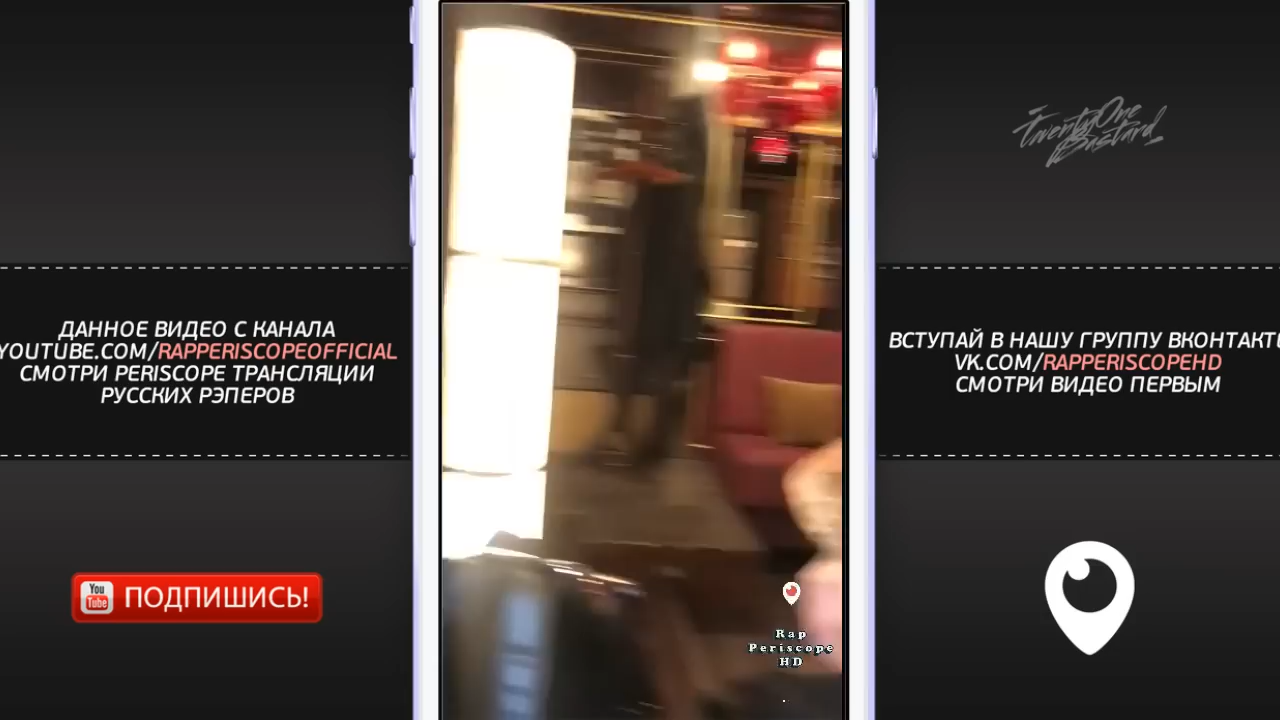 ДАННОЕ ВИДЕО С КАНАЛА
YOUTUBE.COM/RAPPERISCOPEOFFICIAL
СМОТРИ PERISCOPE ТРАНСЛЯЦИИ
РУССКИХ РЭПЕРОВ
You
Tube
ПОДПИШИСЬ!
Rap
Periscope
HD
TwentyOne
Bastard
ВСТУПАЙ В НАШУ ГРУППУ ВКОНТАКТЕ
VK.COM/RAPPERISCOPEHD
СМОТРИ ВИДЕО ПЕРВЫМ